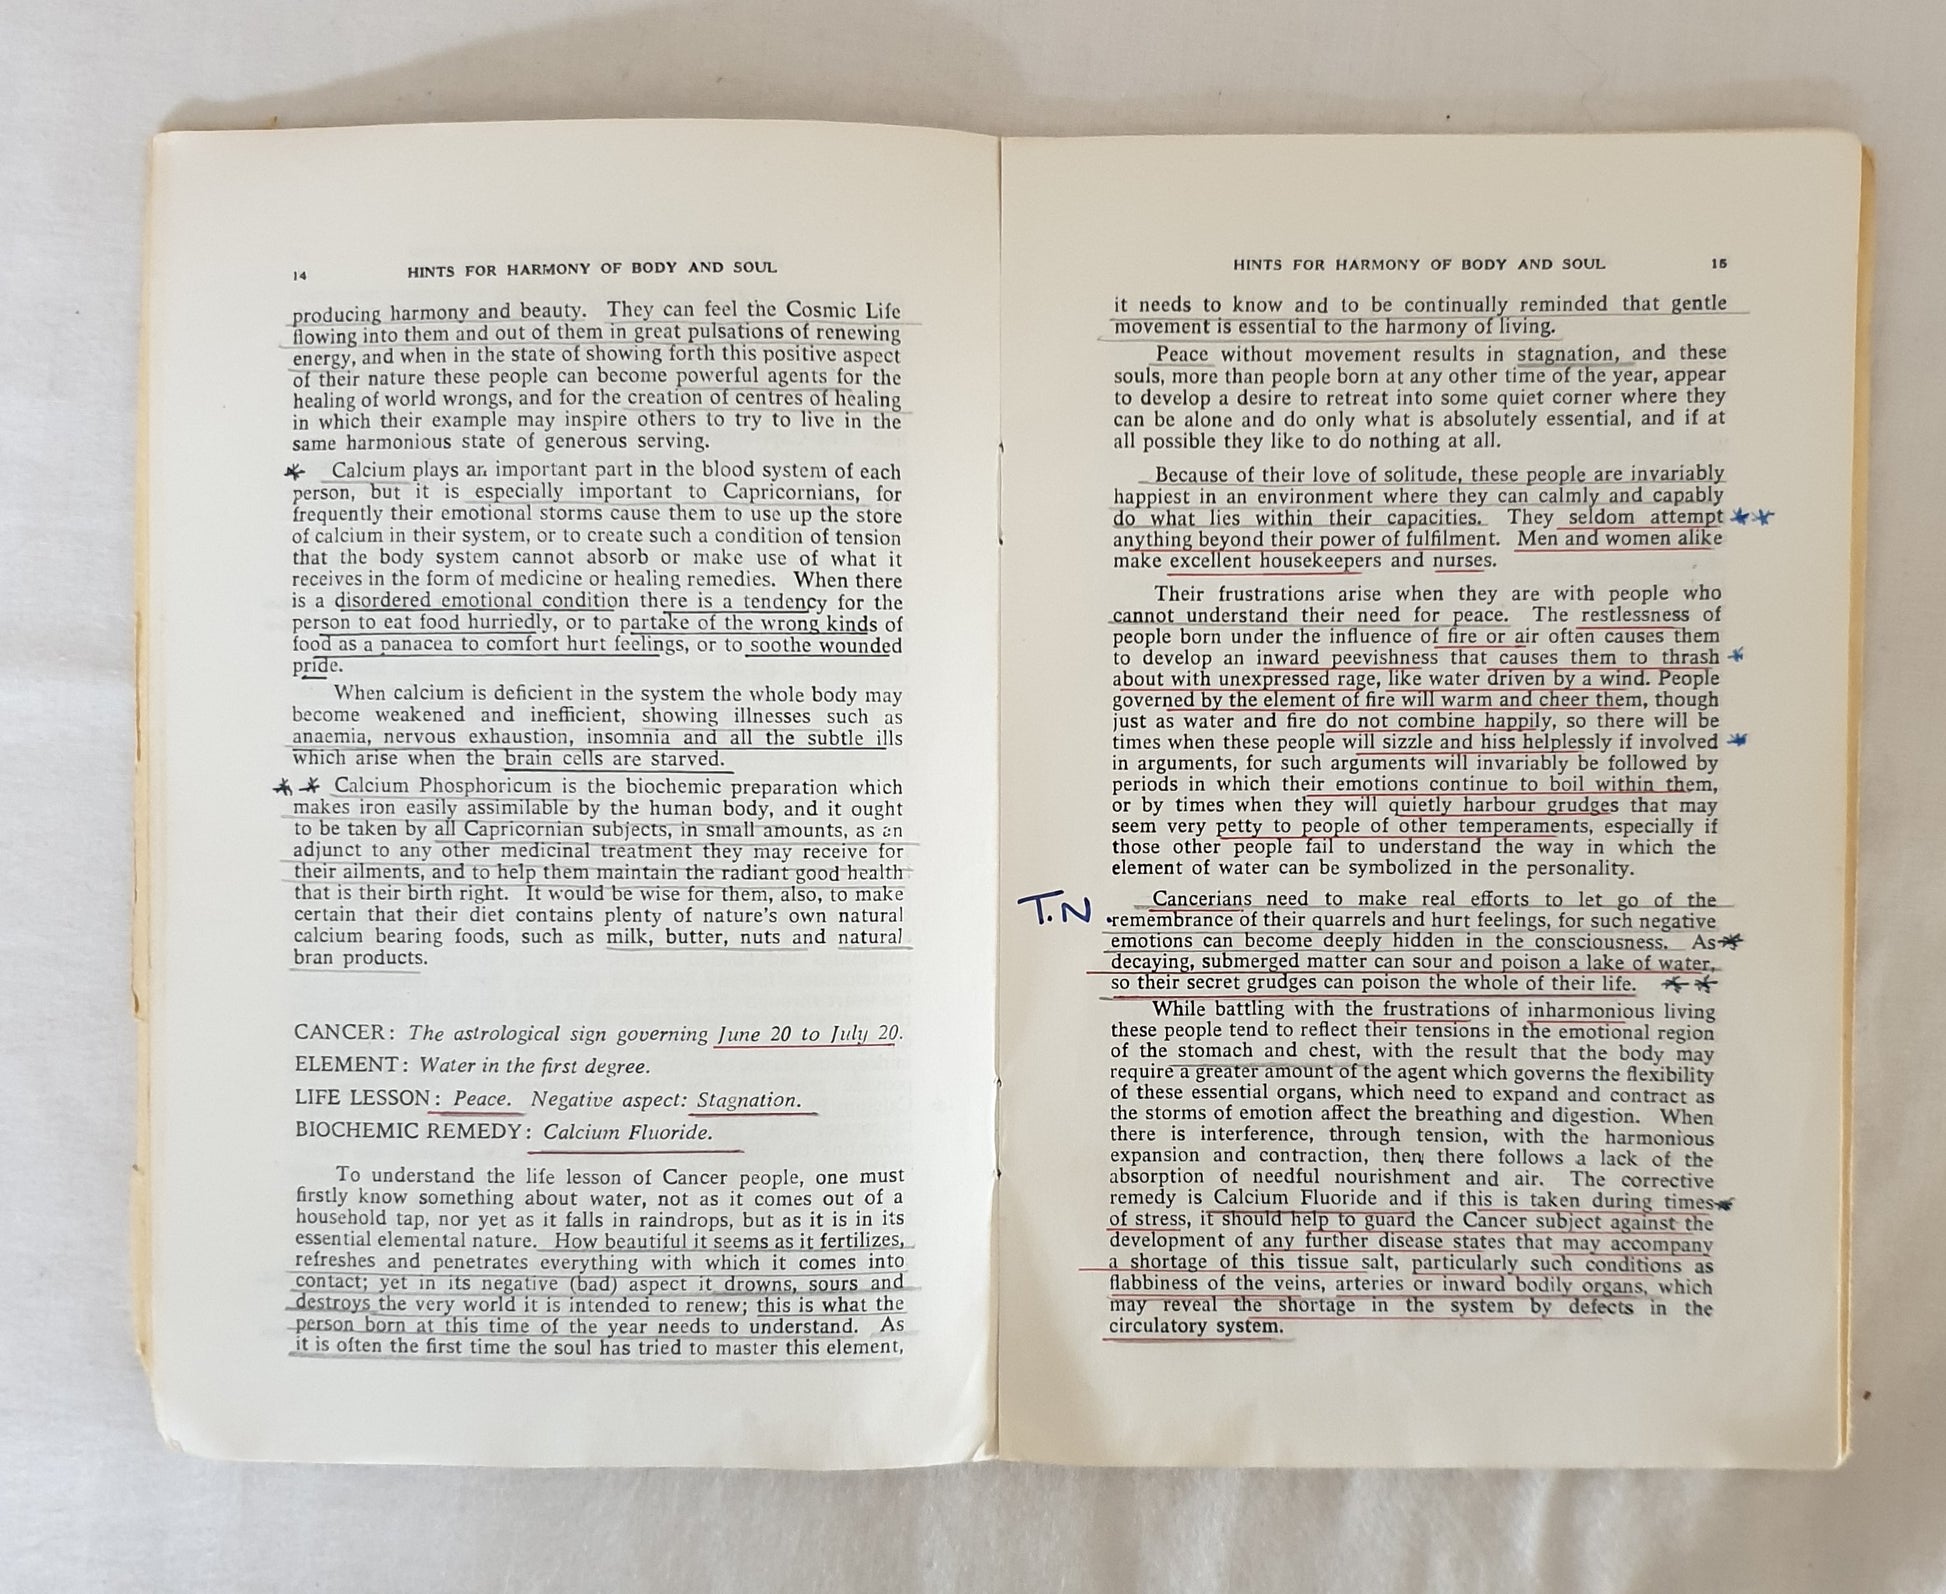 14 HINTS FOR HARMONY OF BODY AND SOUL
producing harmony and beauty. They can feel the Cosmic Life
flowing into them and out of them in great pulsations of renewing
energy, and when in the state of showing forth this positive aspect
of their nature these people can become powerful agents for the
healing of world wrongs, and for the creation of centres of healing
in which their example may inspire others to try to live in the
same harmonious state of generous serving.
* Calcium plays an important part in the blood system of each
person, but it is especially important to Capricornians, for
frequently their emotional storms cause them to use up the store
of calcium in their system, or to create such a condition of tension
that the body system cannot absorb or make use of what it
receives in the form of medicine or healing remedies. When there
is a disordered emotional condition there is a tendency for the
person to eat food hurriedly, or to partake of the wrong kinds of
food as a panacea to comfort hurt feelings, or to soothe wounded
pride.
When calcium is deficient in the system the whole body may
become weakened and inefficient, showing illnesses such as
anaemia, nervous exhaustion, insomnia and all the subtle ills
which arise when the brain cells are starved.
* * Calcium Phosphoricum is the biochemic preparation which
makes iron easily assimilable by the human body, and it ought
to be taken by all Capricornian subjects, in small amounts, as an
adjunct to any other medicinal treatment they may receive for
their ailments, and to help them maintain the radiant good health
that is their birth right. It would be wise for them, also, to make
certain that their diet contains plenty of nature's own natural
calcium bearing foods, such as milk, butter, nuts and natural
bran products.
CANCER: The astrological sign governing June 20 to July 20.
ELEMENT: Water in the first degree.
LIFE LESSON: Peace. Negative aspect: Stagnation.
BIOCHEMIC REMEDY: Calcium Fluoride.
To understand the life lesson of Cancer people, one must
firstly know something about water, not as it comes out of a
household tap, nor yet as it falls in raindrops, but as it is in its
essential elemental nature. How beautiful it seems as it fertilizes,
refreshes and penetrates everything with which it comes into
contact; yet in its negative (bad) aspect it drowns, sours and
destroys the very world it is intended to renew; this is what the
person born at this time of the year needs to understand. As
it is often the first time the soul has tried to master this element,
HINTS FOR HARMONY OF BODY AND SOUL 15
it needs to know and to be continually reminded that gentle
movement is essential to the harmony of living.
Peace without movement results in stagnation, and these
souls, more than people born at any other time of the year, appear
to develop a desire to retreat into some quiet corner where they
can be alone and do only what is absolutely essential, and if at
all possible they like to do nothing at all.
Because of their love of solitude, these people are invariably
happiest in an environment where they can calmly and capably
do what lies within their capacities. They seldom attempt * *
anything beyond their power of fulfilment. Men and women alike
make excellent housekeepers and nurses.
Their frustrations arise when they are with people who
cannot understand their need for peace. The restlessness of
people born under the influence of fire or air often causes them
to develop an inward peevishness that causes them to thrash *
about with unexpressed rage, like water driven by a wind. People
governed by the element of fire will warm and cheer them, though
just as water and fire do not combine happily, so there will be
times when these people will sizzle and hiss helplessly if involved *
in arguments, for such arguments will invariably be followed by
periods in which their emotions continue to boil within them,
or by times when they will quietly harbour grudges that may
seem very petty to people of other temperaments, especially if
those other people fail to understand the way in which the
element of water can be symbolized in the personality.
Cancerians need to make real efforts to let go of the
T.N remembrance of their quarrels and hurt feelings, for such negative
emotions can become deeply hidden in the consciousness. As *
decaying, submerged matter can sour and poison a lake of water,
so their secret grudges can poison the whole of their life. * *
While battling with the frustrations of inharmonious living
these people tend to reflect their tensions in the emotional region
of the stomach and chest, with the result that the body may
require a greater amount of the agent which governs the flexibility
of these essential organs, which need to expand and contract as
the storms of emotion affect the breathing and digestion. When
there is interference, through tension, with the harmonious
expansion and contraction, then there follows a lack of the
absorption of needful nourishment and air. The corrective
remedy is Calcium Fluoride and if this is taken during times *
of stress, it should help to guard the Cancer subject against the
development of any further disease states that may accompany
a shortage of this tissue salt, particularly such conditions as
flabbiness of the veins, arteries or inward bodily organs, which
may reveal the shortage in the system by defects in the
circulatory system.